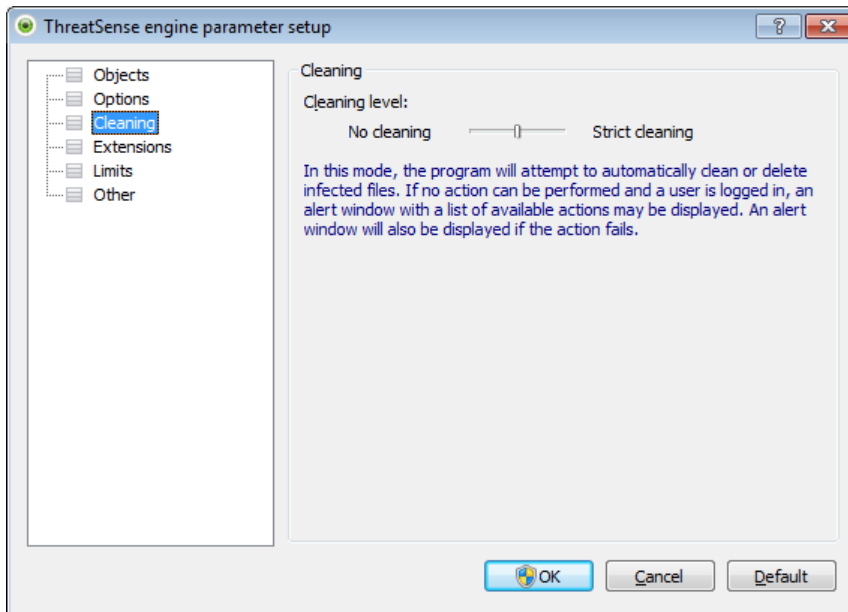 ThreatSense engine parameter setup
?
Objects
Options
Cleaning
Extensions
Limits
Other
Cleaning
Cleaning level:
No cleaning
Strict cleaning
In this mode, the program will attempt to automatically clean or delete
infected files. If no action can be performed and a user is logged in, an
alert window with a list of available actions may be displayed. An alert
window will also be displayed if the action fails.
OK
Cancel
Default